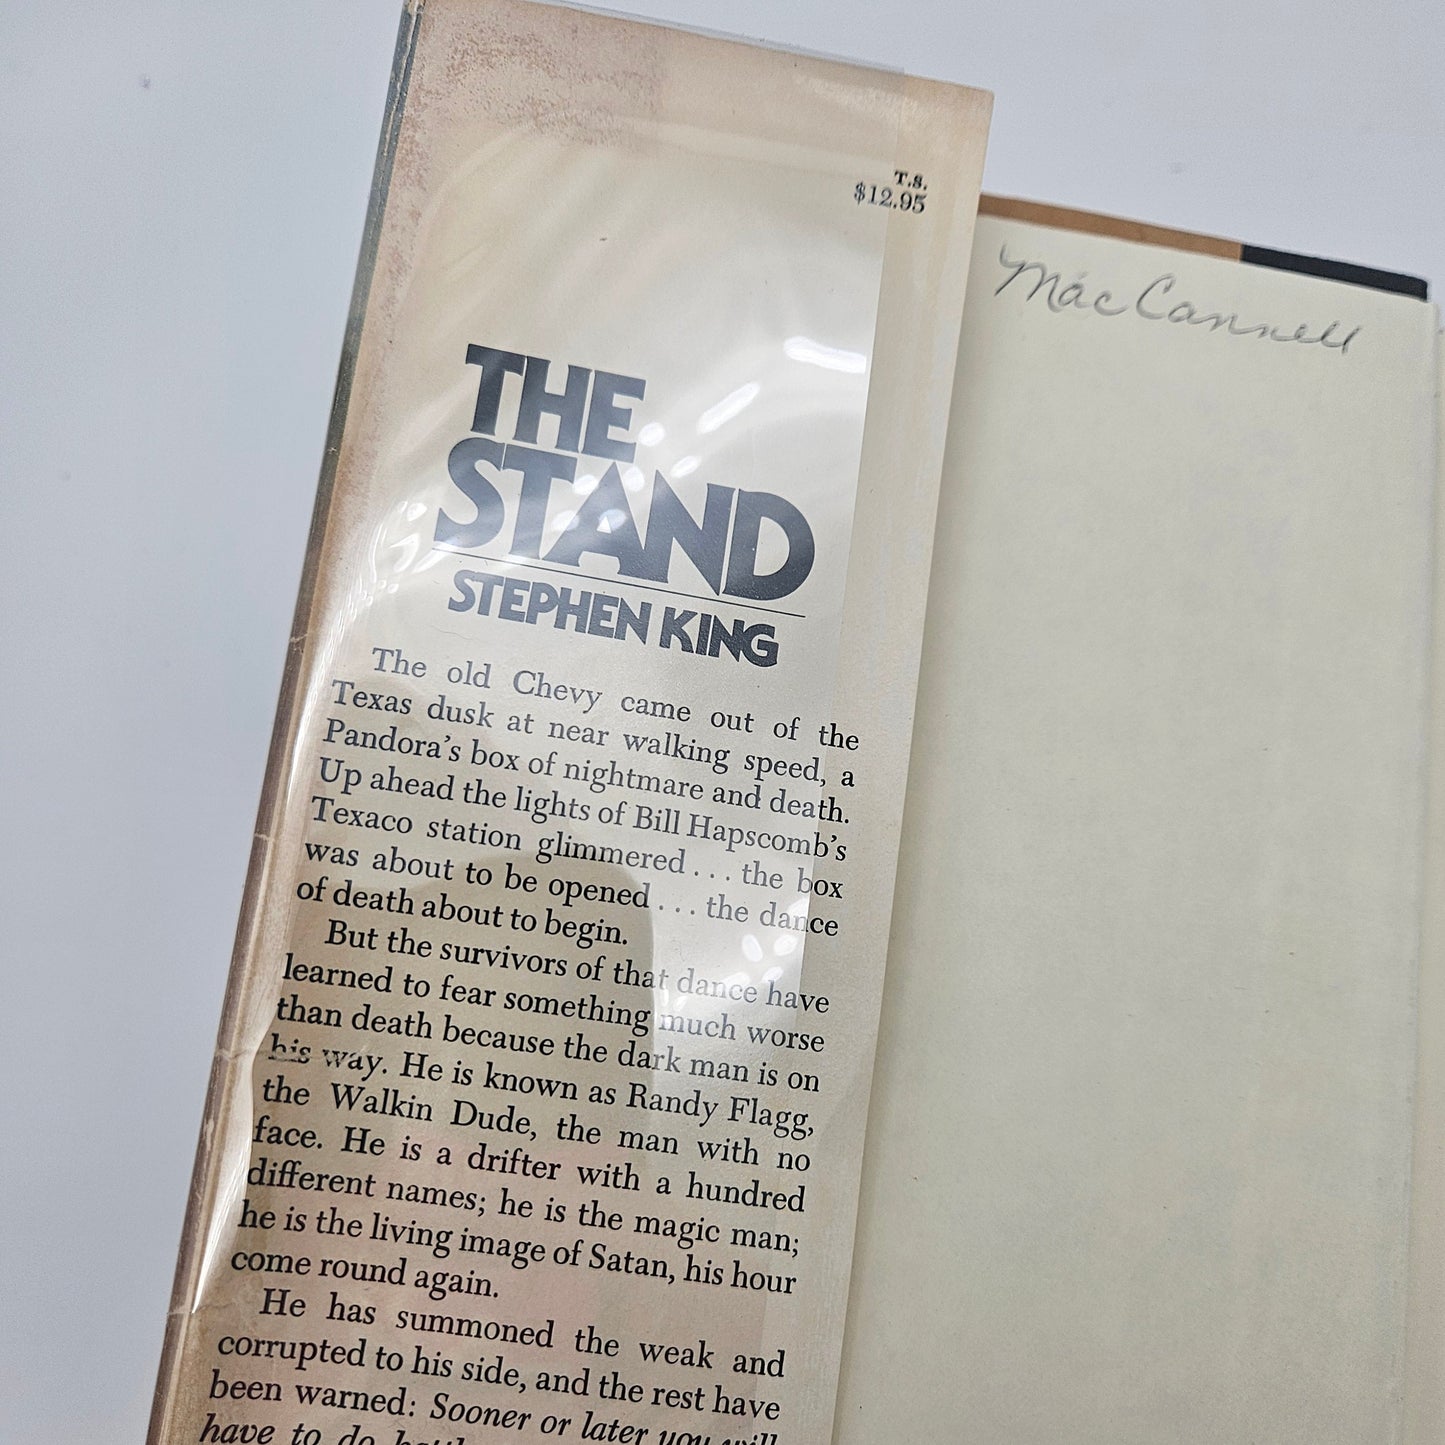 T.S.
$12.95
Mac Cannell
THE
STAND
STEPHEN KING
The old Chevy came out of the
Texas dusk at near walking speed, a
Pandora's box of nightmare and death.
Up ahead the lights of Bill Hapscomb's
Texaco station glimmered . . . the box
was about to be opened . . . the dance
of death about to begin.
But the survivors of that dance have
learned to fear something much worse
than death because the dark man is on
his way. He is known as Randy Flagg,
the Walkin Dude, the man with no
face. He is a drifter with a hundred
different names; he is the magic man;
he is the living image of Satan, his hour
come round again.
He has summoned the weak and
corrupted to his side, and the rest have
been warned: Sooner or later you will
have to do